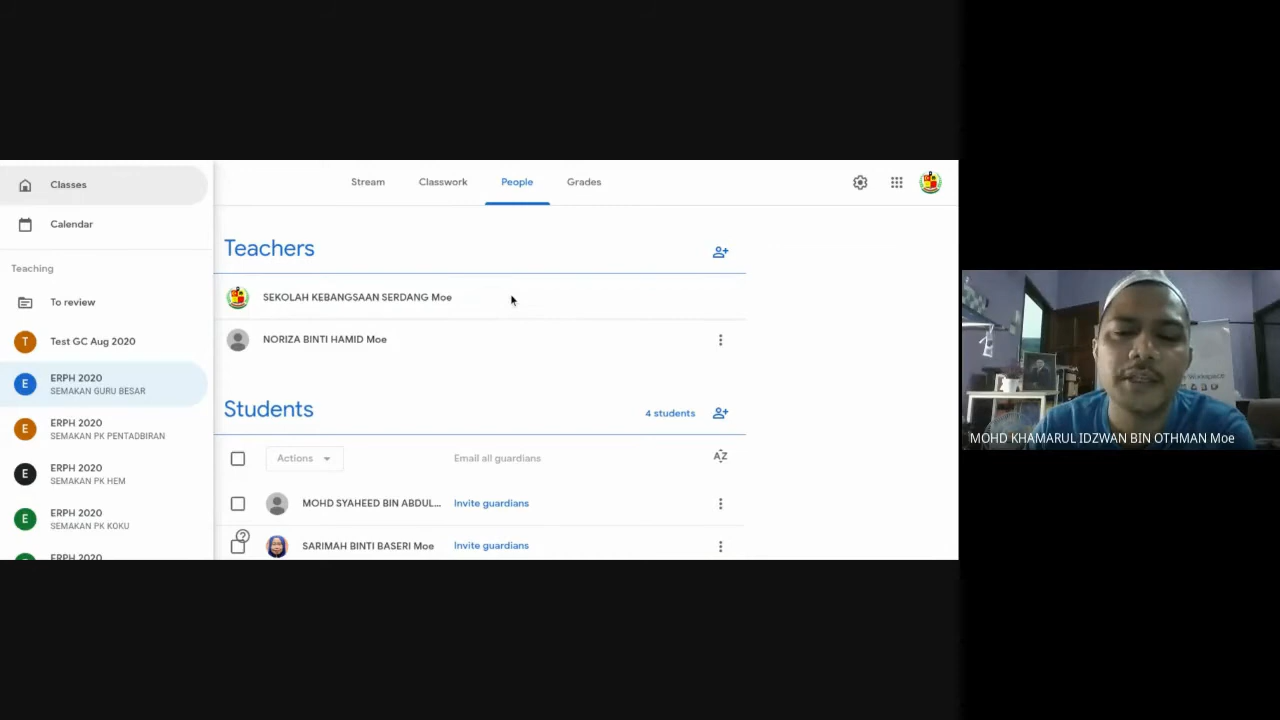 Classes
Calendar
Teaching
To review
T
Test GC Aug 2020
E
ERPH 2020
SEMAKAN GURU BESAR
E
ERPH 2020
SEMAKAN PK PENTADBIRAN
E
ERPH 2020
SEMAKAN PK HEM
E
ERPH 2020
SEMAKAN PK KOKU
ERPH 2020
Stream Classwork People Grades
Teachers
SEKOLAH KEBANGSAAN SERDANG Moe
NORIZA BINTI HAMID Moe
Students 4 students
Actions Email all guardians AZ
MOHD SYAHEED BIN ABDUL... Invite guardians
SARIMAH BINTI BASERI Moe Invite guardians
MOHD KHAMARUL IDZWAN BIN OTHMAN Moe